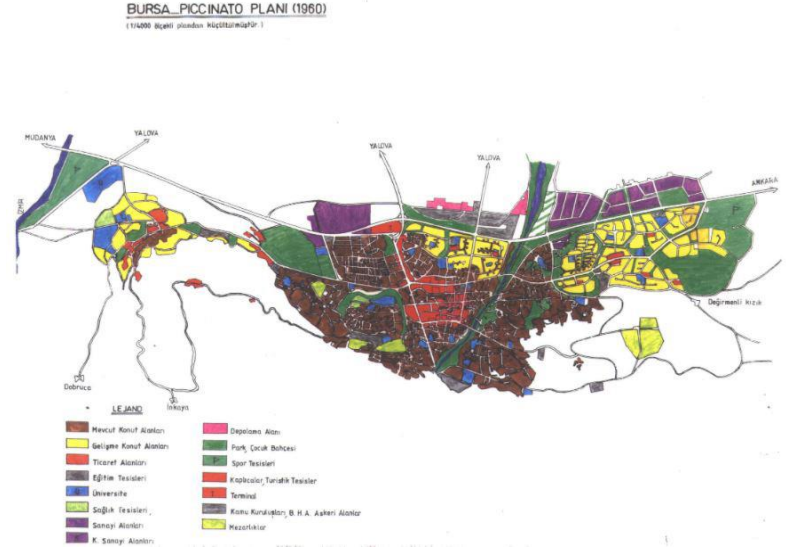 BURSA_PICCINATO PLANI (1960)
(1/4000 ölçekli plandan küçültülmüştür.)
MUDANYA
YALOVA
YALOVA
YALOVA
ANKARA
Değirmenli Kızık
Dobruca
İnkaya
LEJAND
Mevcut Konut Alanları
Gelişme Konut Alanları
Ticaret Alanları
Eğitim Tesisleri
Üniversite
Sağlık Tesisleri
Sanayi Alanları
K. Sanayi Alanları
Depolama Alanı
Park, Çocuk Bahçesi
Spor Tesisleri
Kaplıcalar, Turistik Tesisler
Terminal
Kamu Kuruluşları, B.H.A. Askeri Alanlar
Mezarlıklar